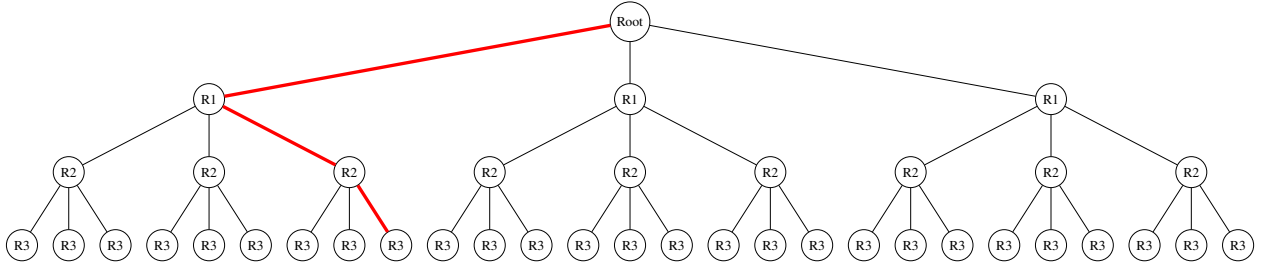 Root
R1 R1 R1
R2 R2 R2 R2 R2 R2 R2 R2 R2
R3 R3 R3 R3 R3 R3 R3 R3 R3 R3 R3 R3 R3 R3 R3 R3 R3 R3 R3 R3 R3 R3 R3 R3 R3 R3 R3